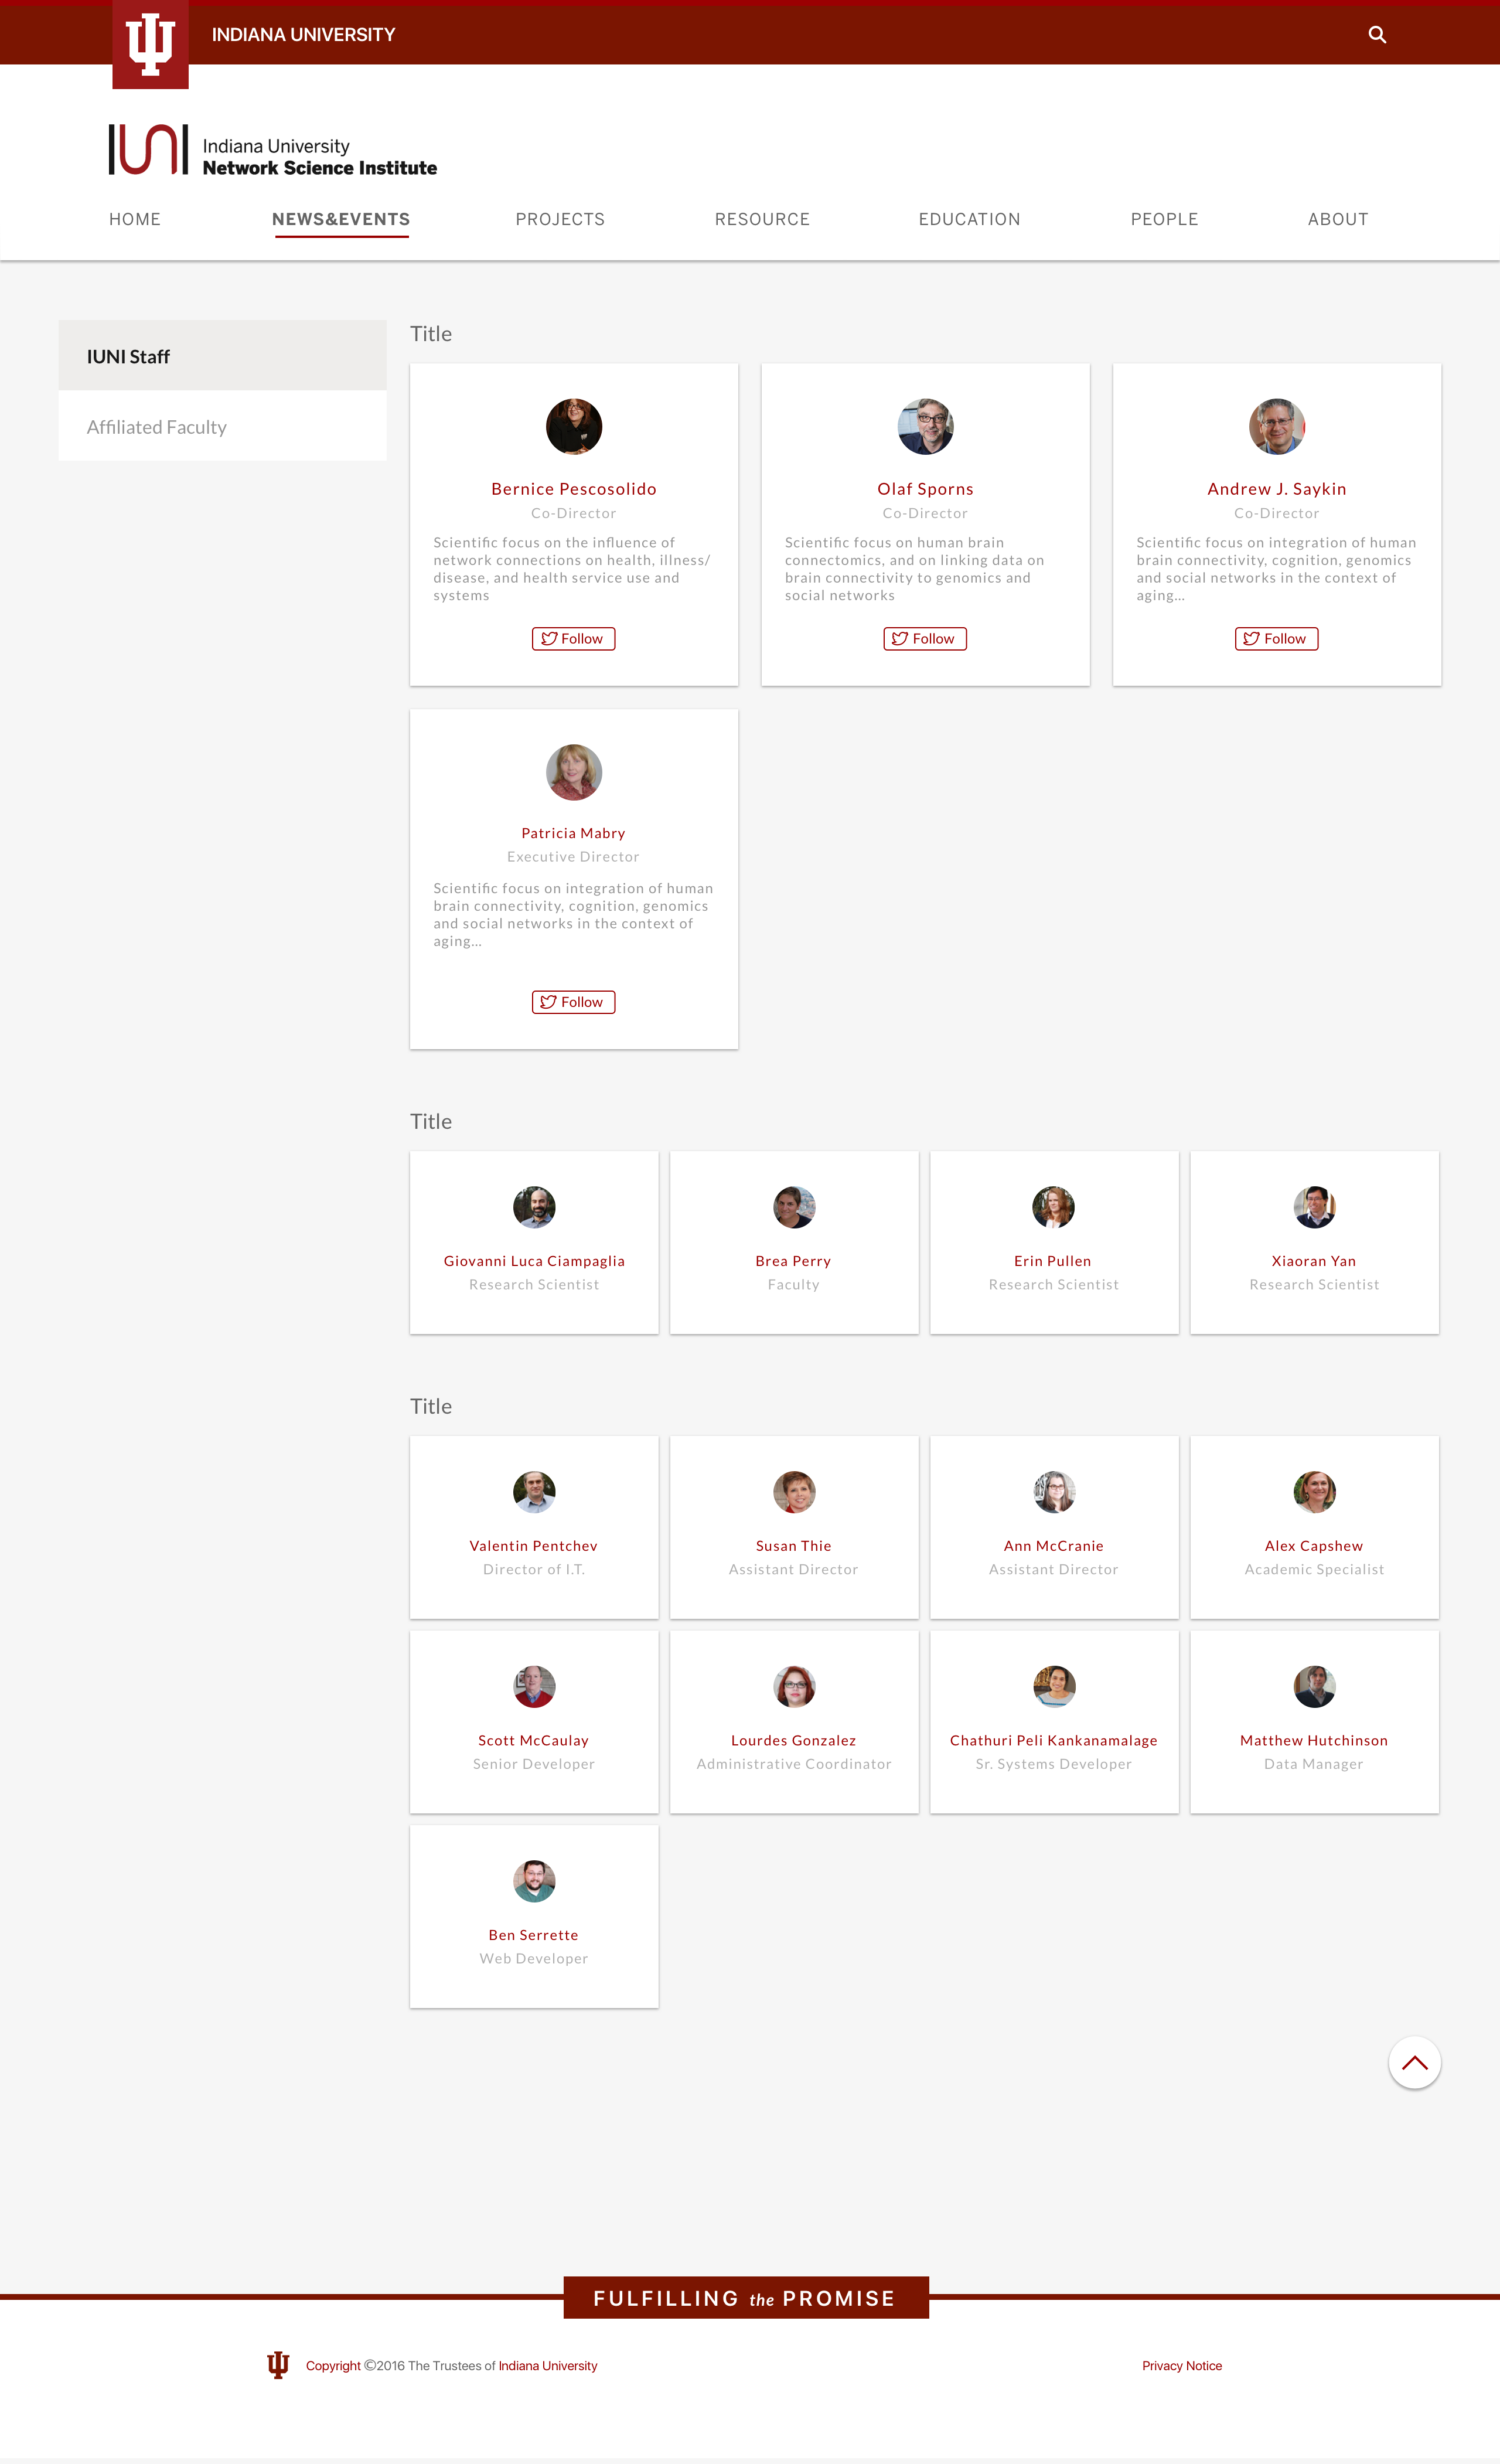 INDIANA UNIVERSITY
IUNI
Indiana University
Network Science Institute
HOME NEWS&EVENTS PROJECTS RESOURCE EDUCATION PEOPLE ABOUT
IUNI Staff
Affiliated Faculty
Title
Bernice Pescosolido
Co-Director
Scientific focus on the influence of
network connections on health, illness/
disease, and health service use and
systems
Follow
Olaf Sporns
Co-Director
Scientific focus on human brain
connectomics, and on linking data on
brain connectivity to genomics and
social networks
Follow
Andrew J. Saykin
Co-Director
Scientific focus on integration of human
brain connectivity, cognition, genomics
and social networks in the context of
aging...
Follow
Patricia Mabry
Executive Director
Scientific focus on integration of human
brain connectivity, cognition, genomics
and social networks in the context of
aging...
Follow
Title
Giovanni Luca Ciampaglia
Research Scientist
Brea Perry
Faculty
Erin Pullen
Research Scientist
Xiaoran Yan
Research Scientist
Title
Valentin Pentchev
Director of I.T.
Susan Thie
Assistant Director
Ann McCranie
Assistant Director
Alex Capshew
Academic Specialist
Scott McCaulay
Senior Developer
Lourdes Gonzalez
Administrative Coordinator
Chathuri Peli Kankanamalage
Sr. Systems Developer
Matthew Hutchinson
Data Manager
Ben Serrette
Web Developer
FULFILLING the PROMISE
Copyright ©2016 The Trustees of Indiana University
Privacy Notice